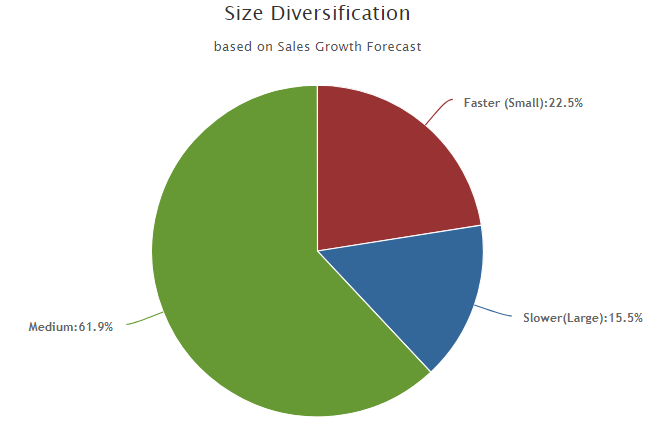 Size Diversification
based on Sales Growth Forecast
Faster (Small):22.5%
Slower(Large):15.5%
Medium:61.9%